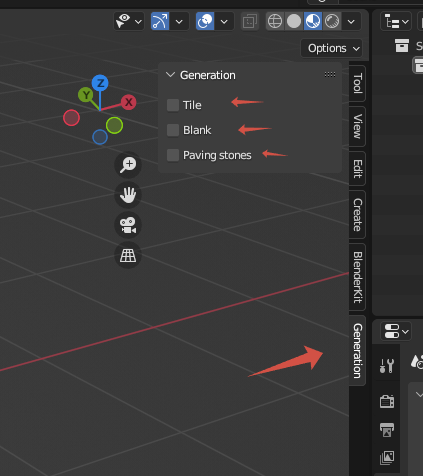 Options
Z
Y
X
Generation
Tile
Blank
Paving stones
Tool
View
Edit
Create
BlenderKit
Generation